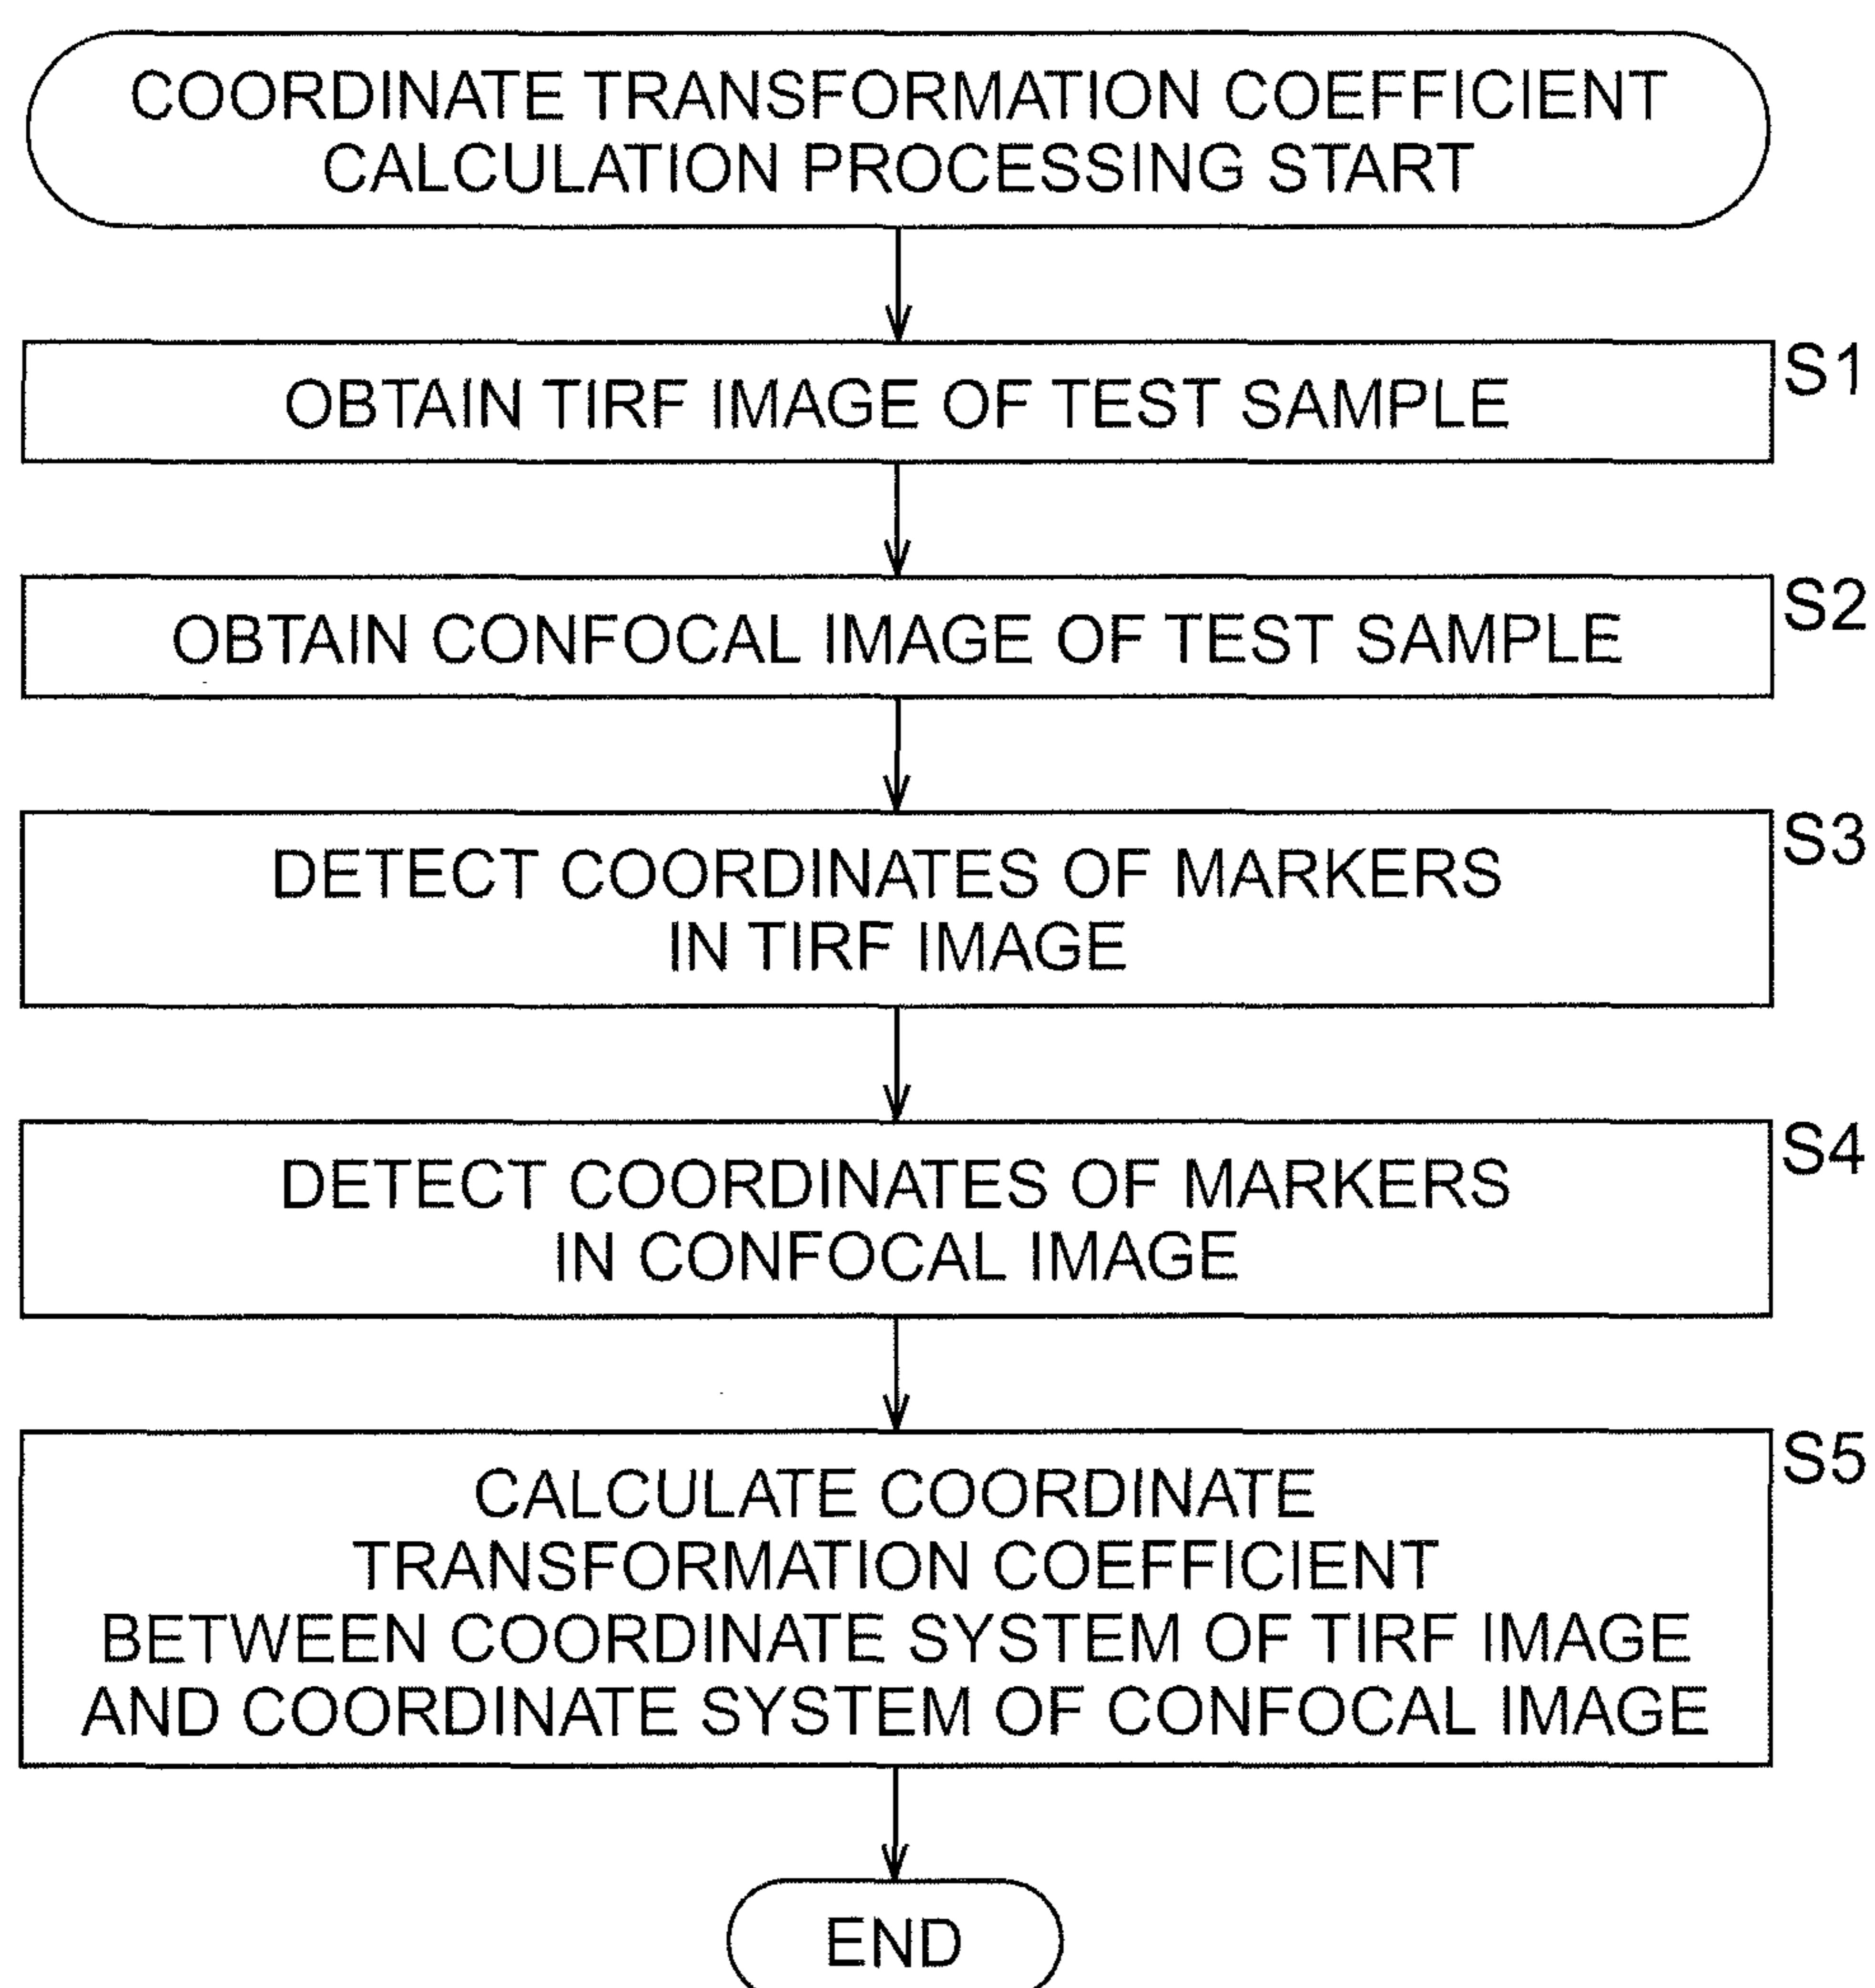 COORDINATE TRANSFORMATION COEFFICIENT
CALCULATION PROCESSING START
S1
OBTAIN TIRF IMAGE OF TEST SAMPLE
S2
OBTAIN CONFOCAL IMAGE OF TEST SAMPLE
S3
DETECT COORDINATES OF MARKERS
IN TIRF IMAGE
S4
DETECT COORDINATES OF MARKERS
IN CONFOCAL IMAGE
S5
CALCULATE COORDINATE
TRANSFORMATION COEFFICIENT
BETWEEN COORDINATE SYSTEM OF TIRF IMAGE
AND COORDINATE SYSTEM OF CONFOCAL IMAGE
END